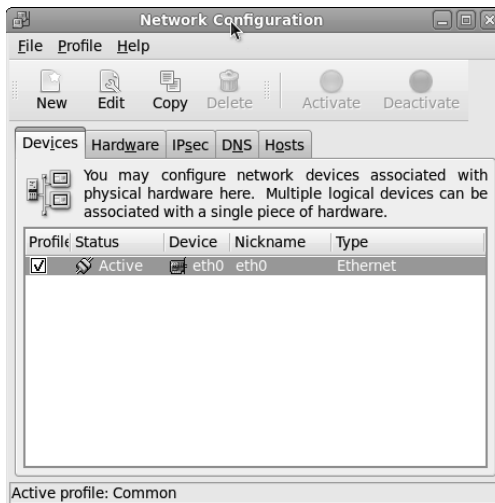 Network Configuration
File Profile Help
New Edit Copy Delete Activate Deactivate
Devices Hardware IPsec DNS Hosts
You may configure network devices associated with
physical hardware here. Multiple logical devices can be
associated with a single piece of hardware.
Profile Status Device Nickname Type
Active eth0 eth0 Ethernet
Active profile: Common